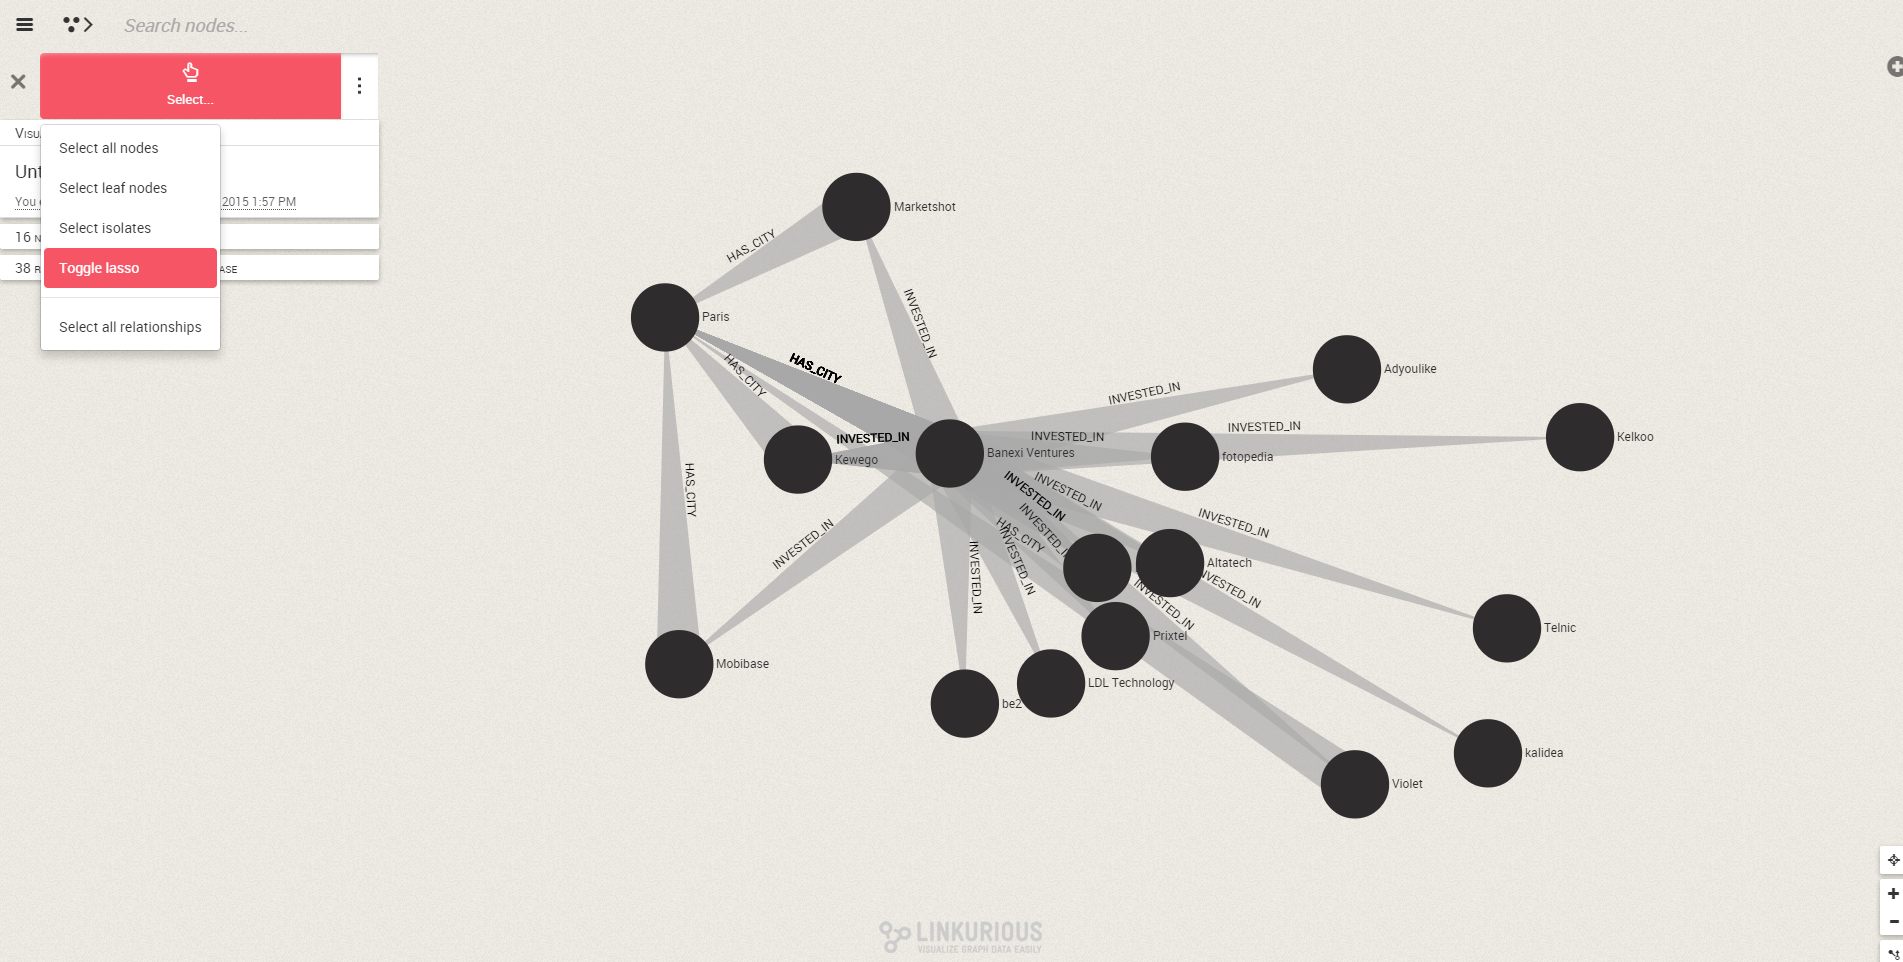 Search nodes...
Select...
Visu
Select all nodes
Unt
Select leaf nodes
You
2015 1:57 PM
Select isolates
16 N
Toggle lasso
38 R
ASE
Select all relationships
Marketshot
HAS_CITY
Paris
INVESTED_IN
HAS_CITY
HAS_CITY
Adyoulike
INVESTED_IN
INVESTED_IN
Kewego
Banexi Ventures
INVESTED_IN
fotopedia
INVESTED_IN
Kelkoo
HAS_CITY
INVESTED_IN
INVESTED_IN
INVESTED_IN
INVESTED_IN
HAS_CITY
INVESTED_IN
INVESTED_IN
INVESTED_IN
Altatech
INVESTED_IN
NVESTED_IN
Prixtel
Telnic
Mobibase
LDL Technology
be2
kalidea
Violet
LINKURIOUS
VISUALIZE GRAPH DATA EASILY